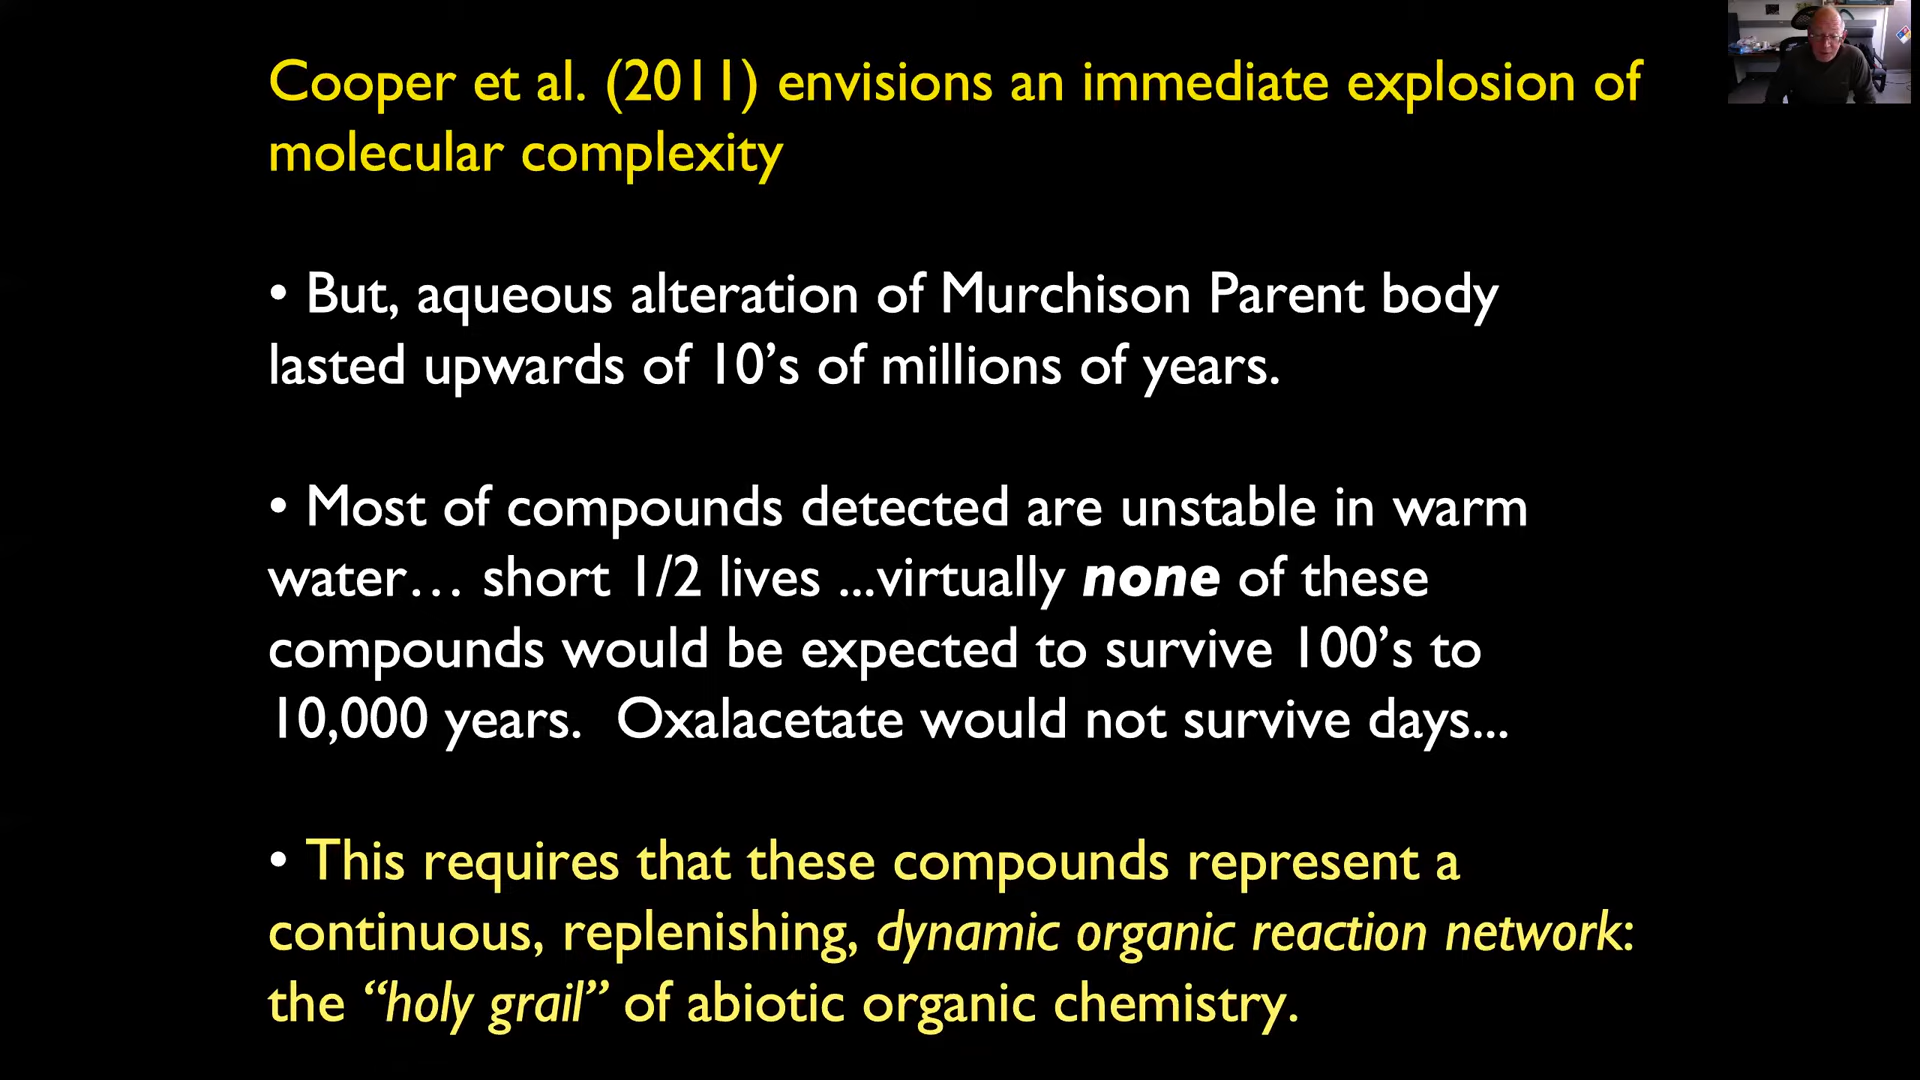 Cooper et al. (2011) envisions an immediate explosion of
molecular complexity
• But, aqueous alteration of Murchison Parent body
lasted upwards of 10’s of millions of years.
• Most of compounds detected are unstable in warm
water… short 1/2 lives ...virtually none of these
compounds would be expected to survive 100’s to
10,000 years. Oxalacetate would not survive days...
• This requires that these compounds represent a
continuous, replenishing, dynamic organic reaction network:
the “holy grail” of abiotic organic chemistry.